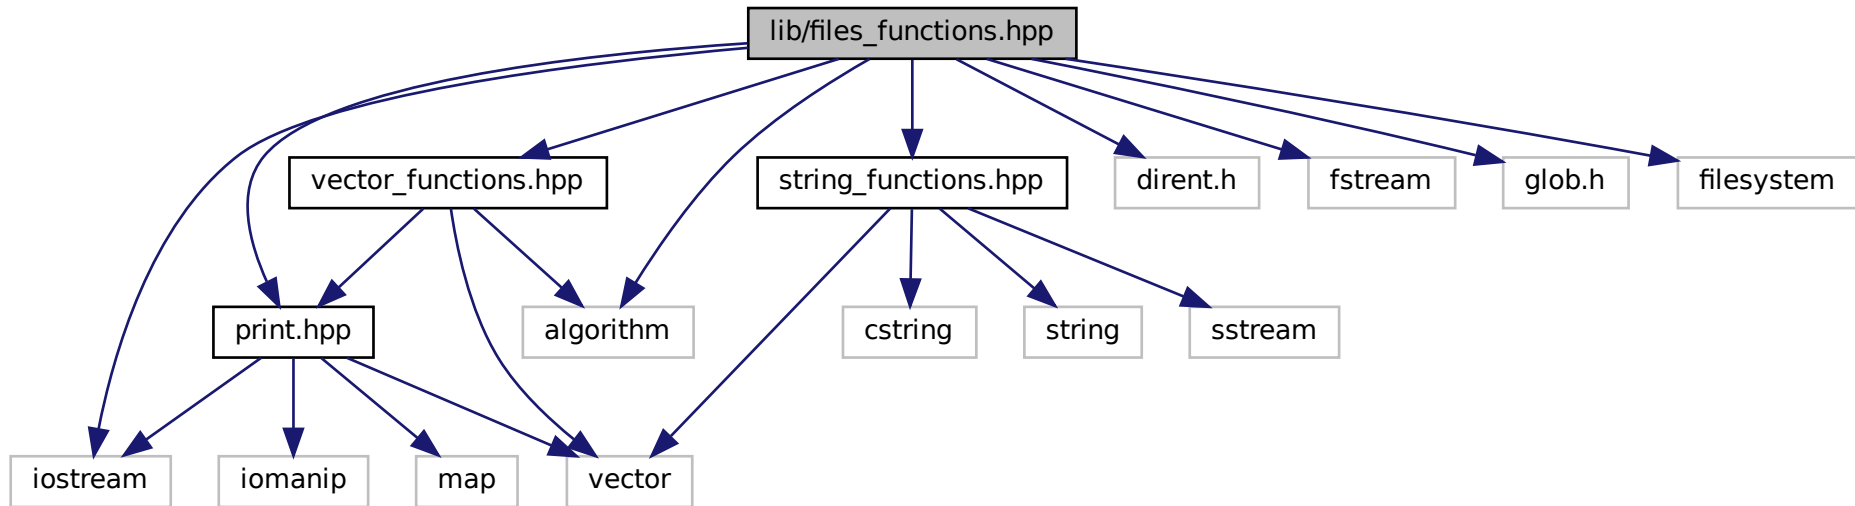 lib/files_functions.hpp
vector_functions.hpp
string_functions.hpp
dirent.h
fstream
glob.h
filesystem
print.hpp
algorithm
cstring
string
sstream
iostream
iomanip
map
vector